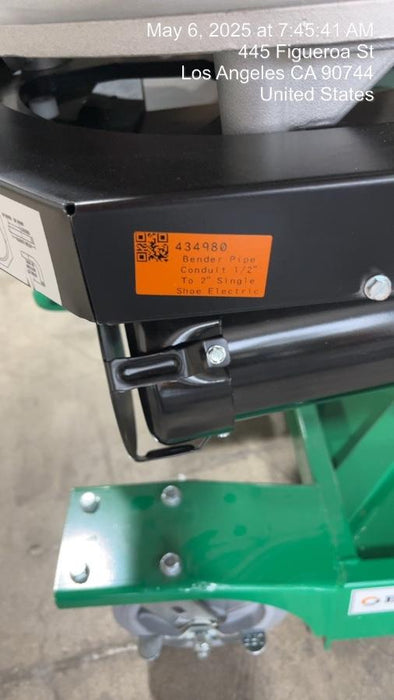 May 6, 2025 at 7:45:41 AM
445 Figueroa St
Los Angeles CA 90744
United States
434980
Bender Pipe
Conduit 1/2"
To 2" Single
Shoe Electric